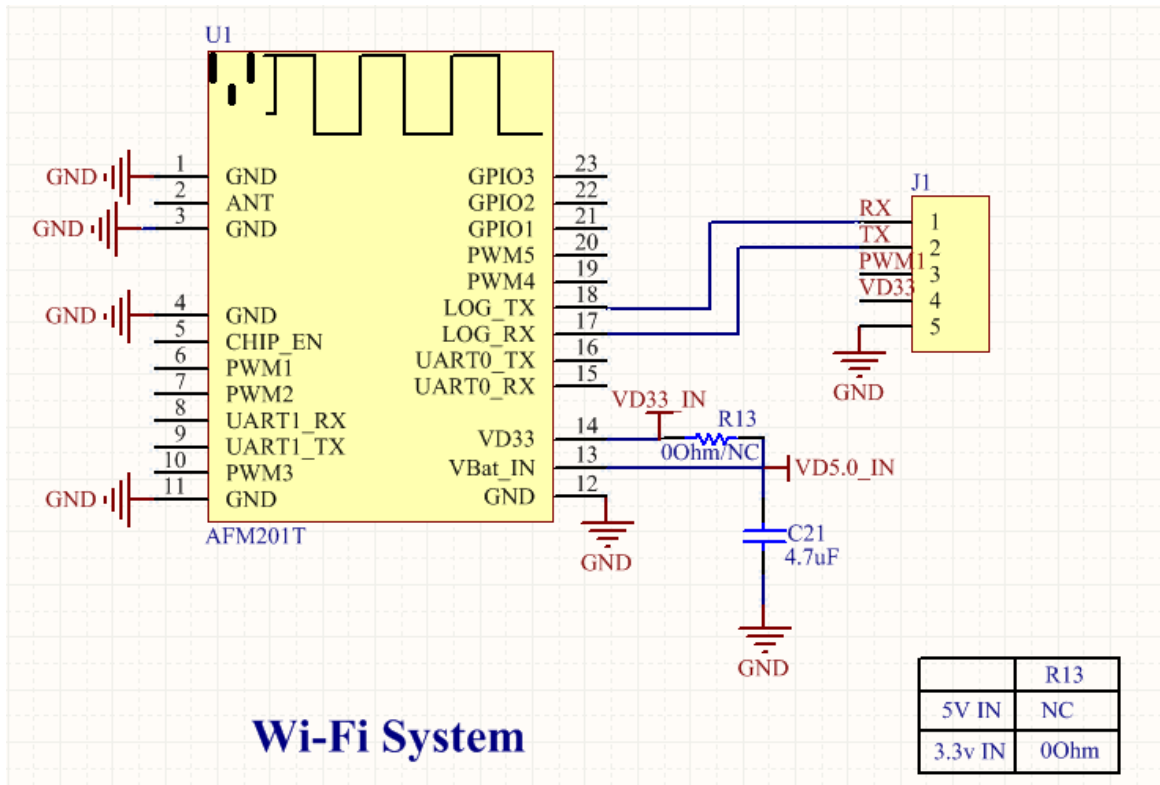 U1
GND
1
GND
2
ANT
GND
3
GND
GND
4
GND
5
CHIP_EN
6
PWM1
7
PWM2
8
UART1_RX
9
UART1_TX
10
PWM3
GND
11
GND
GPIO3
23
GPIO2
22
GPIO1
21
PWM5
20
PWM4
19
LOG_TX
18
LOG_RX
17
UART0_TX
16
UART0_RX
15
VD33
14
VBat_IN
13
GND
12
AFM201T
GND
VD33_IN
R13
0Ohm/NC
VD5.0_IN
C21
4.7uF
GND
J1
RX
1
TX
2
PWM1
3
VD33
4
5
GND
Wi-Fi System
R13
5V IN NC
3.3v IN 0Ohm